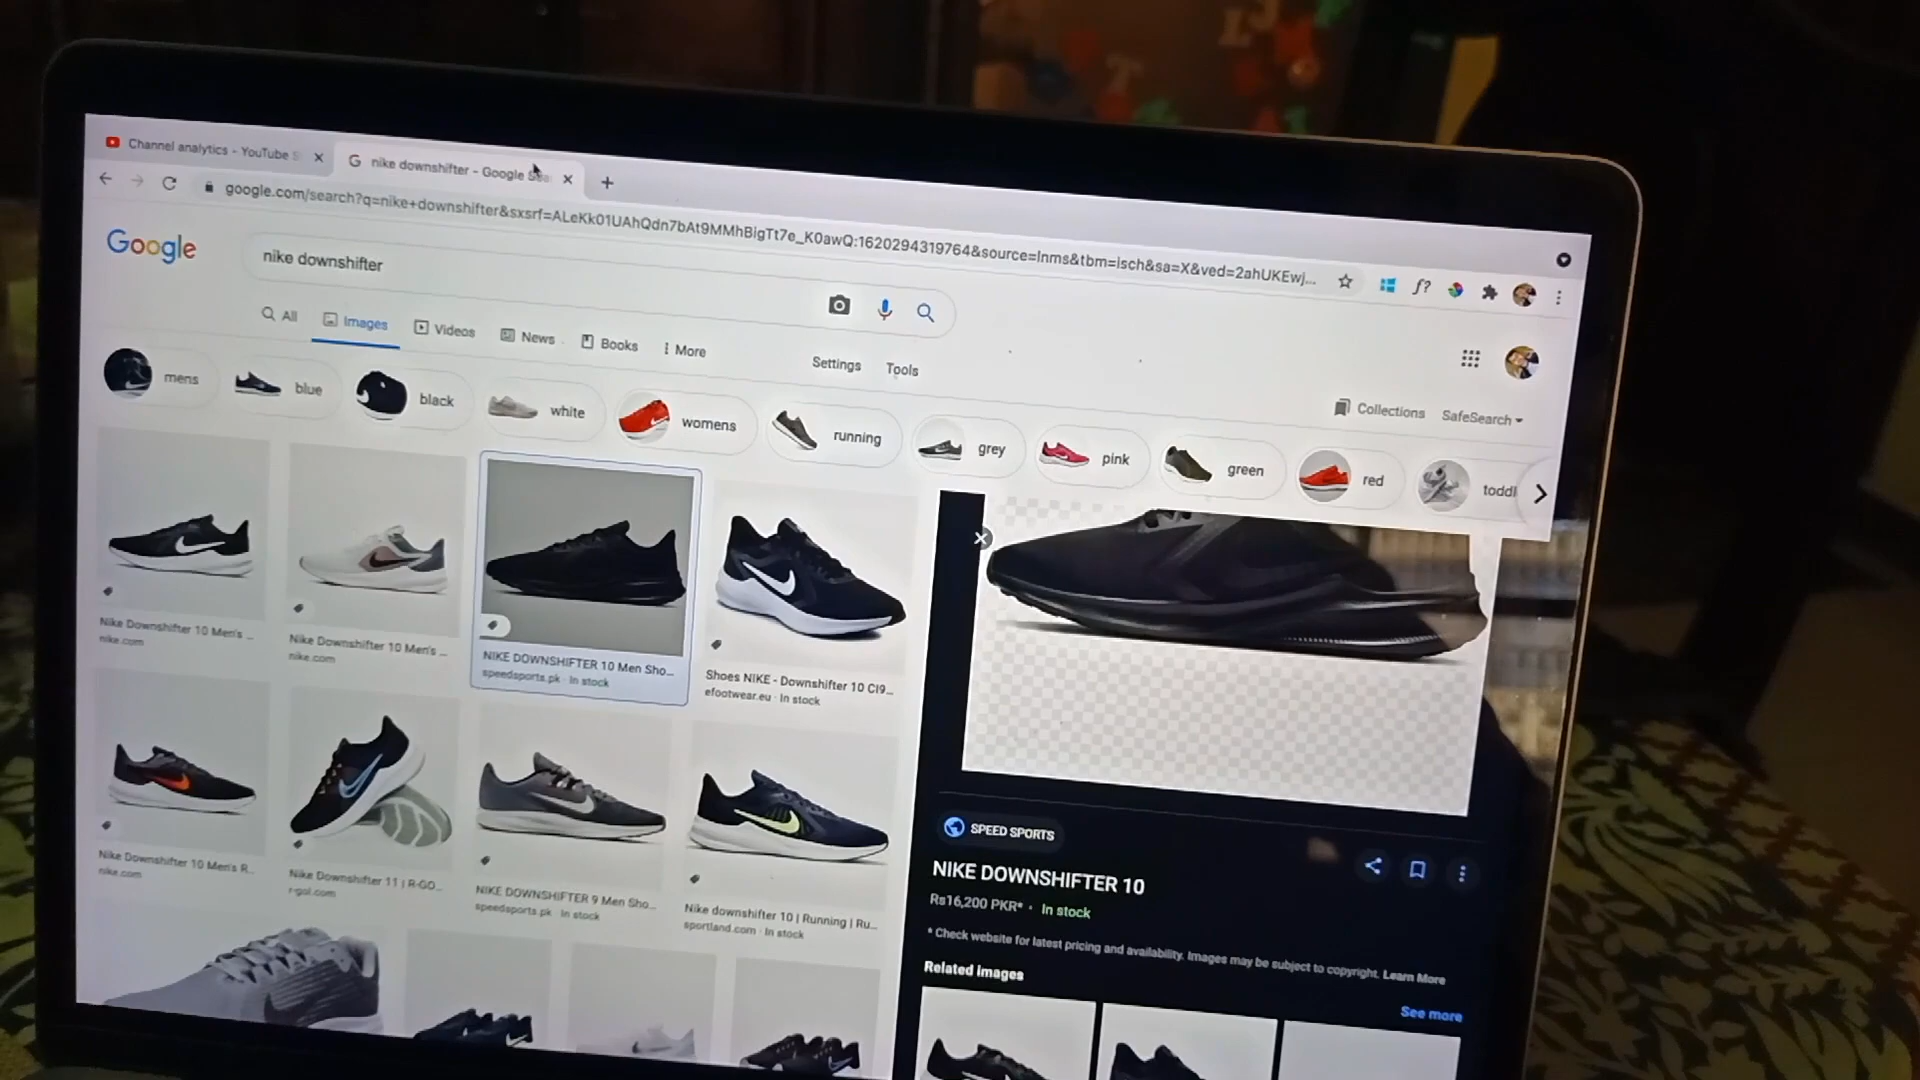 Channel analytics - YouTube S
nike downshifter - Google Sea
google.com/search?q=nike+downshifter&sxsrf=ALeKk01UAhQdn7bAt9MMhBigTt7e_K0awQ:1620294319764&source=lnms&tbm=isch&sa=X&ved=2ahUKEwj...
f?
Google
nike downshifter
All
Images
Videos
News
Books
More
Settings
Tools
Collections
SafeSearch
mens
blue
black
white
womens
running
grey
pink
green
red
toddl
Nike Downshifter 10 Men's ...
nike.com
Nike Downshifter 10 Men's ...
nike.com
NIKE DOWNSHIFTER 10 Men Sho...
speedsports.pk · In stock
Shoes NIKE - Downshifter 10 CI9...
efootwear.eu · In stock
Nike Downshifter 10 Men's R...
nike.com
Nike Downshifter 11 | R-GO...
r-gol.com
NIKE DOWNSHIFTER 9 Men Sho...
speedsports.pk · In stock
Nike downshifter 10 | Running | Ru...
sportland.com · In stock
SPEED SPORTS
NIKE DOWNSHIFTER 10
Rs16,200 PKR* · In stock
* Check website for latest pricing and availability. Images may be subject to copyright. Learn More
Related images
See more